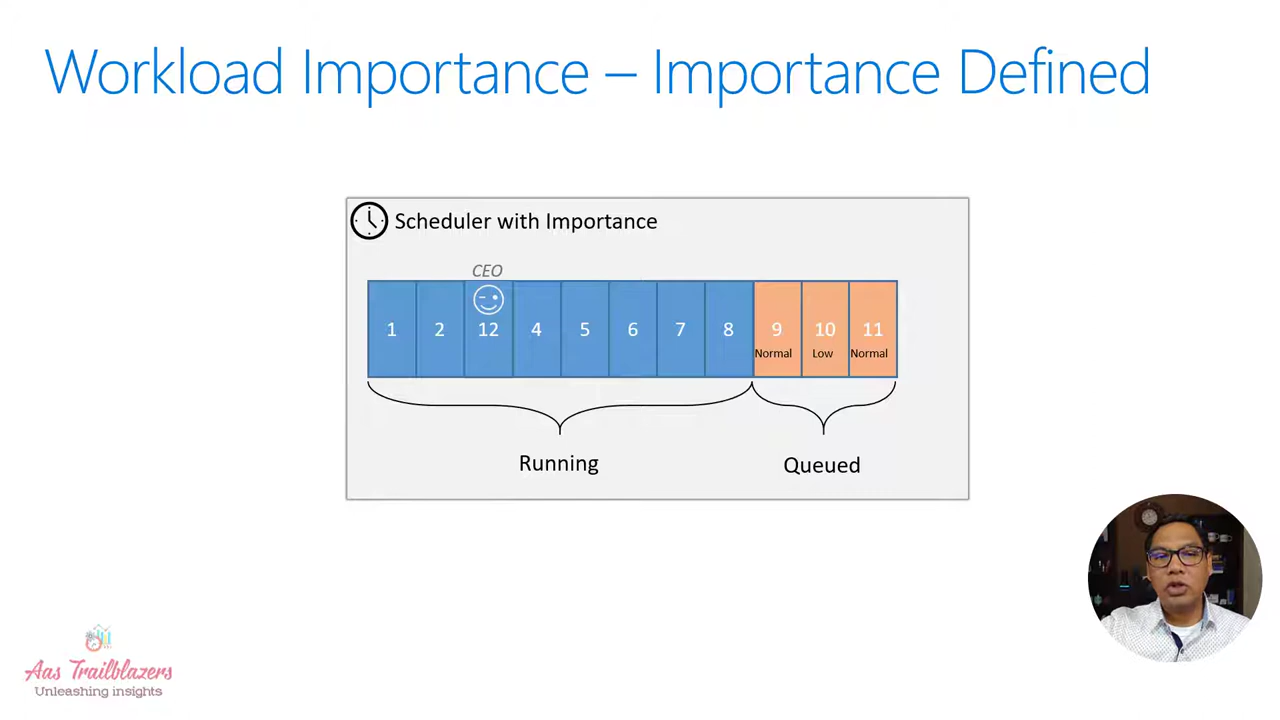 Workload Importance – Importance Defined
Scheduler with Importance
CEO
1 2 12 4 5 6 7 8 9 10 11
Normal Low Normal
Running Queued
Aas Trailblazers
Unleashing insights